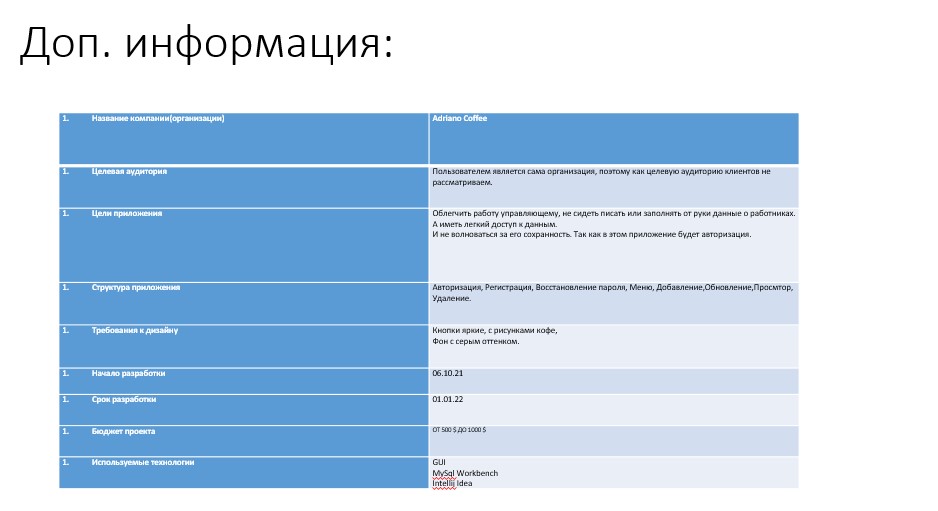 Доп. информация:
1. Название компании(организации) Adriano Coffee
1. Целевая аудитория Пользователем является сама организация, поэтому как целевую аудиторию клиентов не
рассматриваем.
1. Цели приложения Облегчить работу управляющему, не сидеть писать или заполнять от руки данные о работниках.
А иметь легкий доступ к данным.
И не волноваться за его сохранность. Так как в этом приложение будет авторизация.
1. Структура приложения Авторизация, Регистрация, Восстановление пароля, Меню, Добавление,Обновление,Просмтор,
Удаление.
1. Требования к дизайну Кнопки яркие, с рисунками кофе,
Фон с серым оттенком.
1. Начало разработки 06.10.21
1. Срок разработки 01.01.22
1. Бюджет проекта ОТ 500 $ ДО 1000 $
1. Используемые технологии GUI
MySql Workbench
Intellij Idea